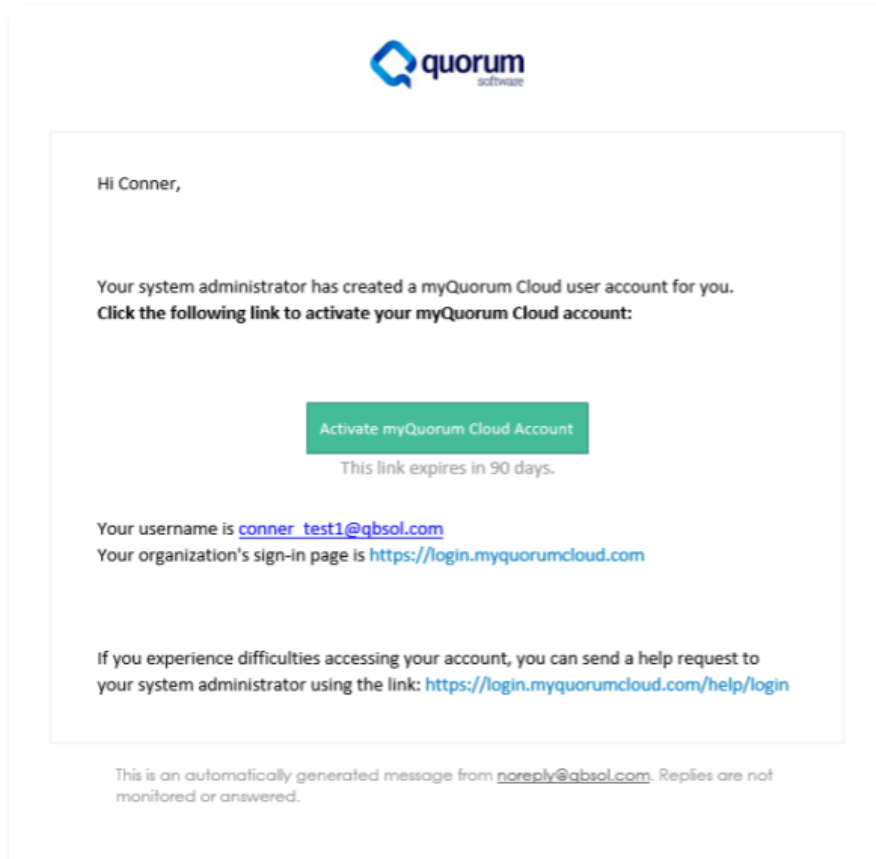 quorum
software
Hi Conner,
Your system administrator has created a myQuorum Cloud user account for you.
Click the following link to activate your myQuorum Cloud account:
Activate myQuorum Cloud Account
This link expires in 90 days.
Your username is conner_test1@qbsol.com
Your organization's sign-in page is https://login.myquorumcloud.com
If you experience difficulties accessing your account, you can send a help request to
your system administrator using the link: https://login.myquorumcloud.com/help/login
This is an automatically generated message from noreply@qbsol.com. Replies are not
monitored or answered.